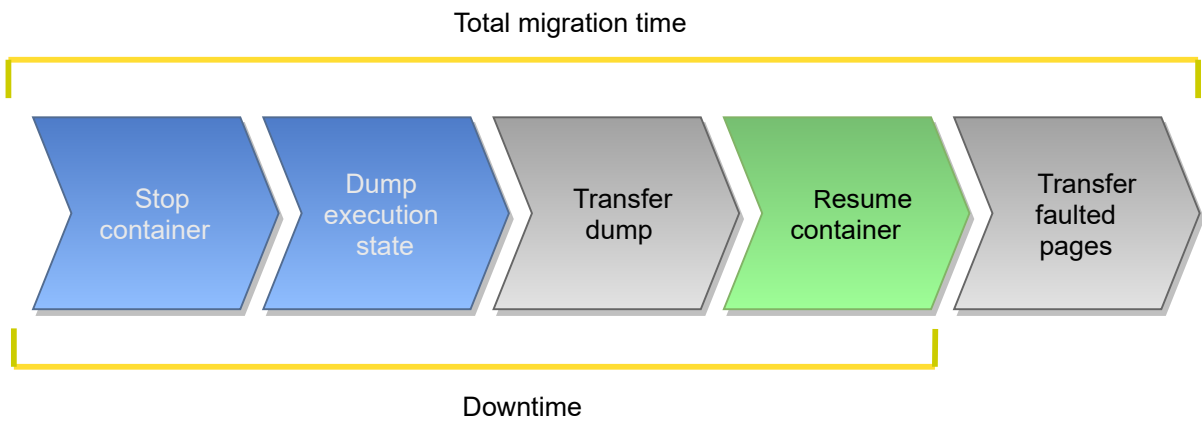 Total migration time
Stop
container
Dump
execution
state
Transfer
dump
Resume
container
Transfer
faulted
pages
Downtime